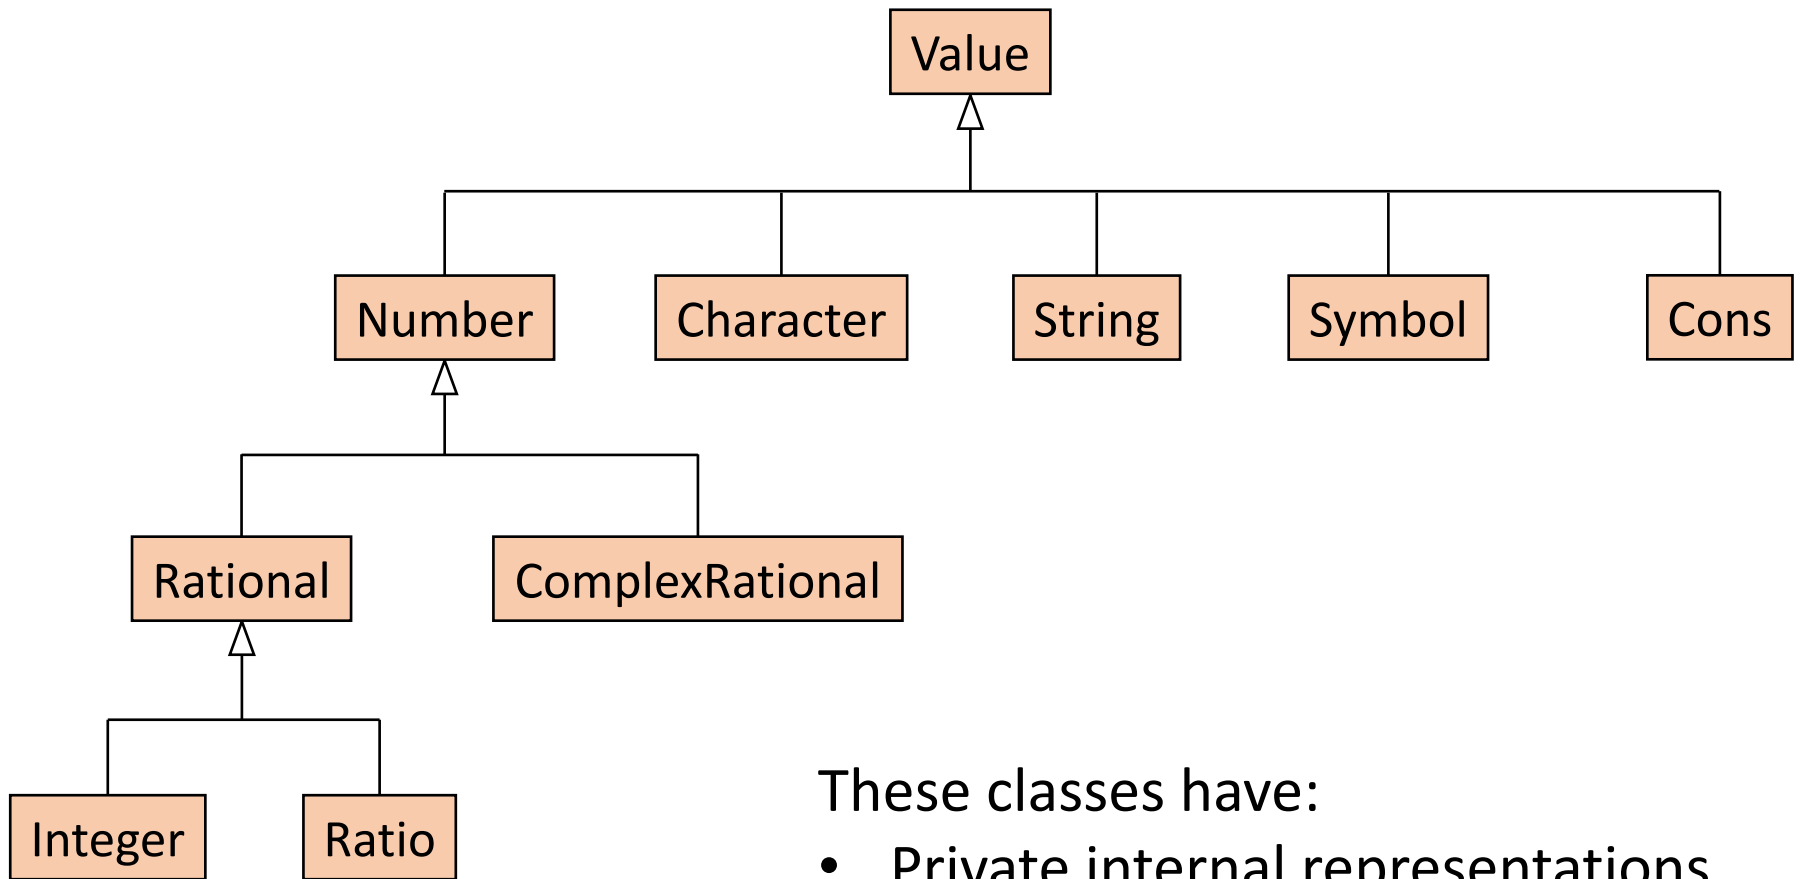 Value
Number Character String Symbol Cons
Rational ComplexRational
Integer Ratio
These classes have:
• Private internal representations